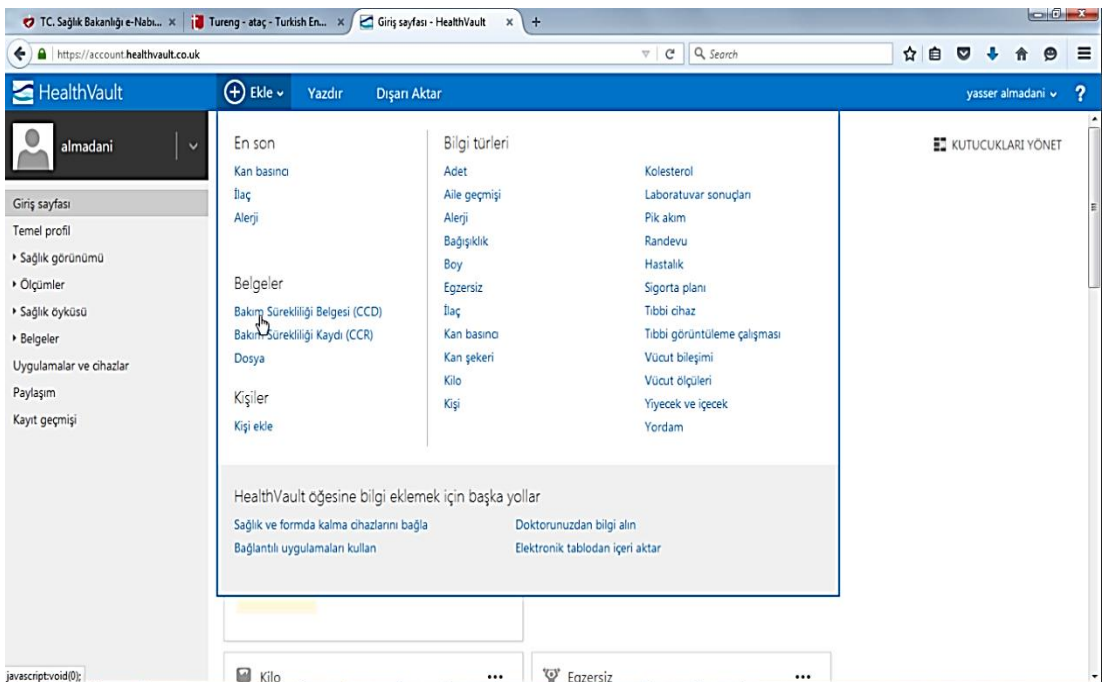 TC. Sağlık Bakanlığı e-Nabı... × Tureng - ataç - Turkish En... × Giriş sayfası - HealthVault × +
https://account.healthvault.co.uk Search
HealthVault Ekle Yazdır Dışarı Aktar yasser almadani ?
almadani
KUTUCUKLARI YÖNET
Giriş sayfası
Temel profil
Sağlık görünümü
Ölçümler
Sağlık öyküsü
Belgeler
Uygulamalar ve cihazlar
Paylaşım
Kayıt geçmişi
En son
Kan basıncı
İlaç
Alerji
Belgeler
Bakım Sürekliliği Belgesi (CCD)
Bakım Sürekliliği Kaydı (CCR)
Dosya
Kişiler
Kişi ekle
Bilgi türleri
Adet
Aile geçmişi
Alerji
Bağışıklık
Boy
Egzersiz
İlaç
Kan basıncı
Kan şekeri
Kilo
Kişi
Kolesterol
Laboratuvar sonuçları
Pik akım
Randevu
Hastalık
Sigorta planı
Tıbbi cihaz
Tıbbi görüntüleme çalışması
Vücut bileşimi
Vücut ölçüleri
Yiyecek ve içecek
Yordam
HealthVault öğesine bilgi eklemek için başka yollar
Sağlık ve formda kalma cihazlarını bağla
Bağlantılı uygulamaları kullan
Doktorunuzdan bilgi alın
Elektronik tablodan içeri aktar
Kilo ... Egzersiz ...
javascript:void(0);